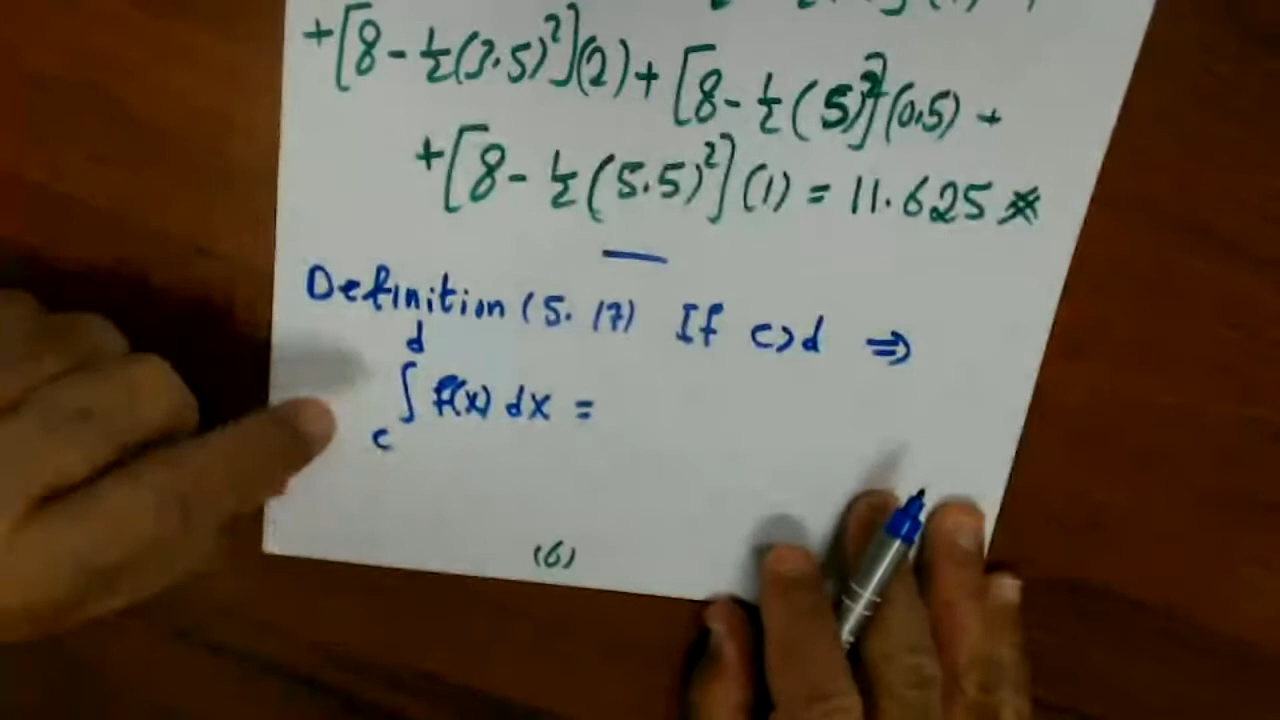 +[8-½(3.5)²](2)+[8-½(5)²](0.5)+
+[8-½(5.5)²](1)=11.625
Definition (5.17) If c>d ⇒
∫_c^d f(x) dx =
(6)